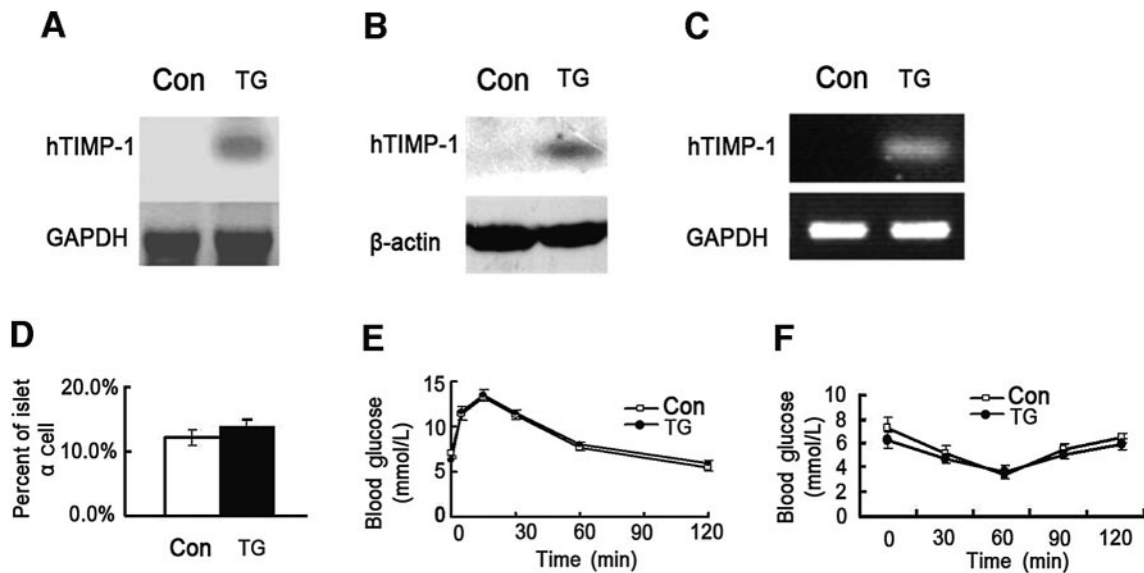 A
Con TG
hTIMP-1
GAPDH
B
Con TG
hTIMP-1
β-actin
C
Con TG
hTIMP-1
GAPDH
D
Percent of islet
α cell
20.0%
10.0%
0.0%
Con TG
E
Blood glucose
(mmol/L)
15
10
5
0
Con
TG
0 30 60 90 120
Time (min)
F
Blood glucose
(mmol/L)
10
8
6
4
2
0
Con
TG
0 30 60 90 120
Time (min)